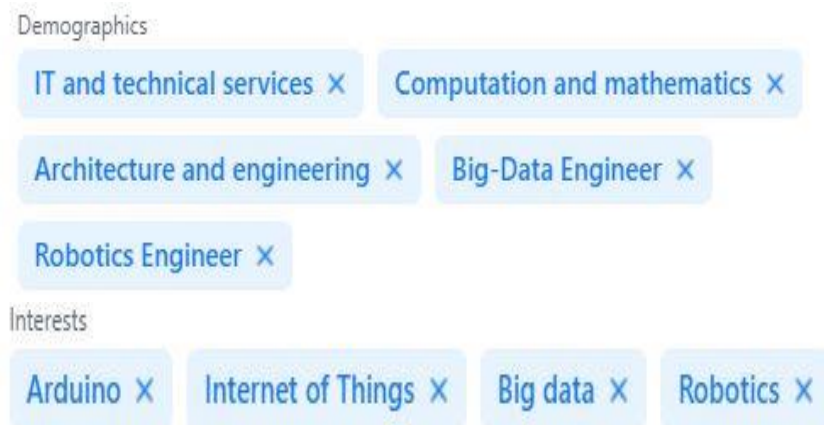 Demographics
IT and technical services × Computation and mathematics ×
Architecture and engineering × Big-Data Engineer ×
Robotics Engineer ×
Interests
Arduino × Internet of Things × Big data × Robotics ×